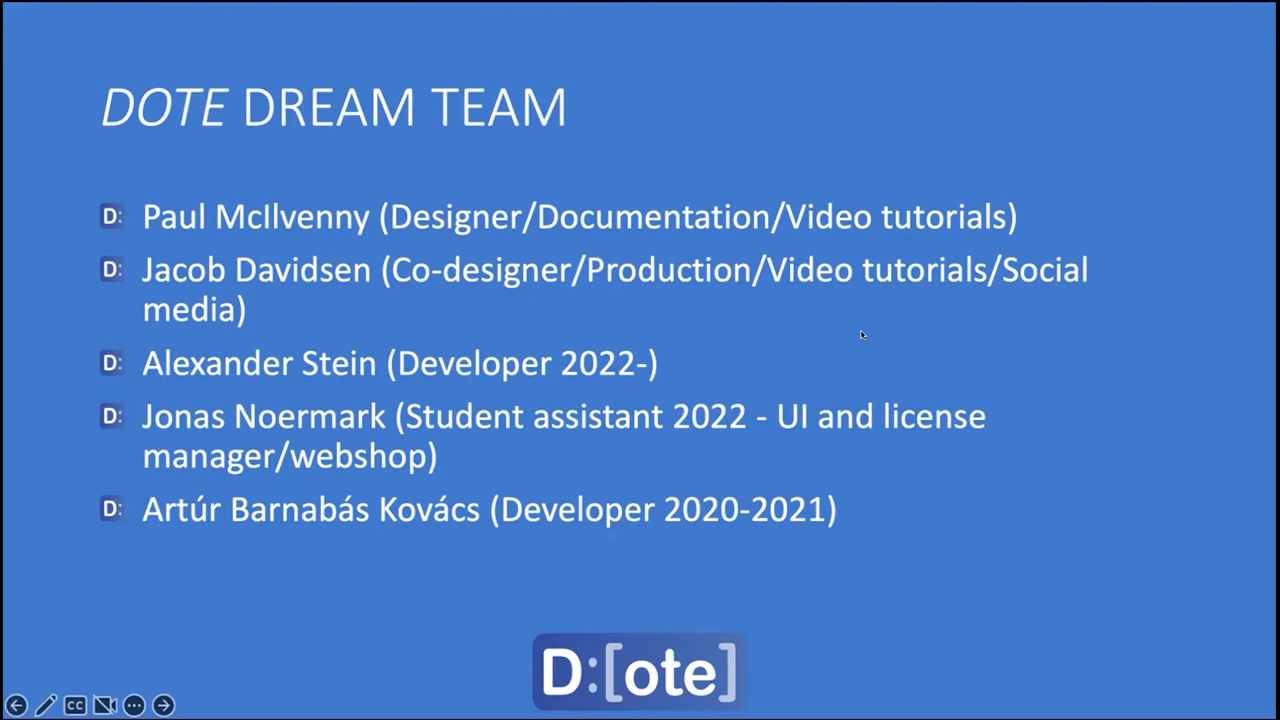 DOTE DREAM TEAM
D: Paul McIlvenny (Designer/Documentation/Video tutorials)
D: Jacob Davidsen (Co-designer/Production/Video tutorials/Social
media)
D: Alexander Stein (Developer 2022-)
D: Jonas Noermark (Student assistant 2022 - UI and license
manager/webshop)
D: Artúr Barnabás Kovács (Developer 2020-2021)
D:[ote]
CC